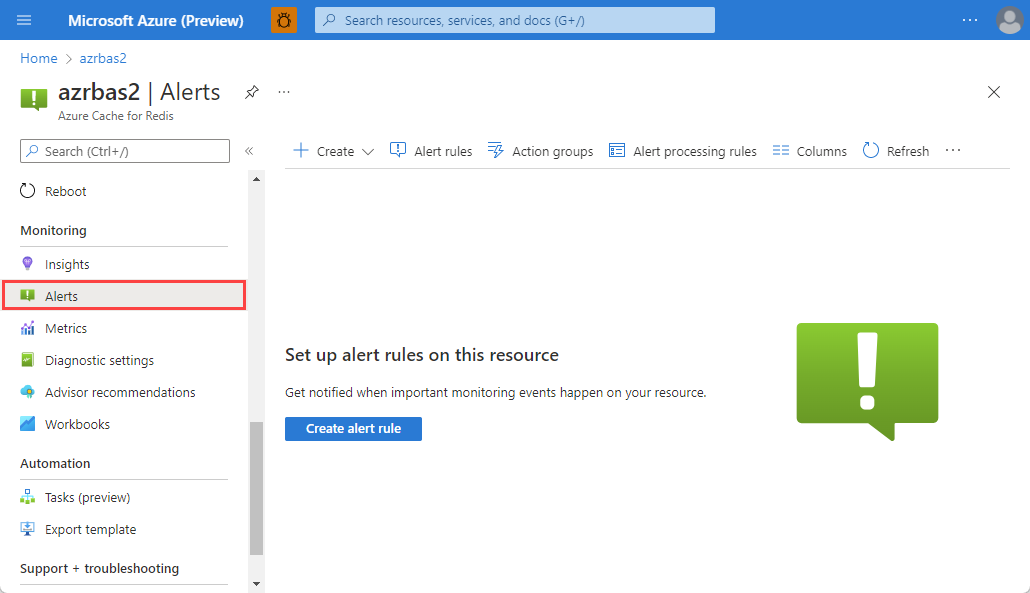 Microsoft Azure (Preview)
Search resources, services, and docs (G+/)
Home > azrbas2
azrbas2 | Alerts
Azure Cache for Redis
Search (Ctrl+/)
Create Alert rules Action groups Alert processing rules Columns Refresh
Reboot
Monitoring
Insights
Alerts
Metrics
Diagnostic settings
Advisor recommendations
Workbooks
Automation
Tasks (preview)
Export template
Support + troubleshooting
Set up alert rules on this resource
Get notified when important monitoring events happen on your resource.
Create alert rule